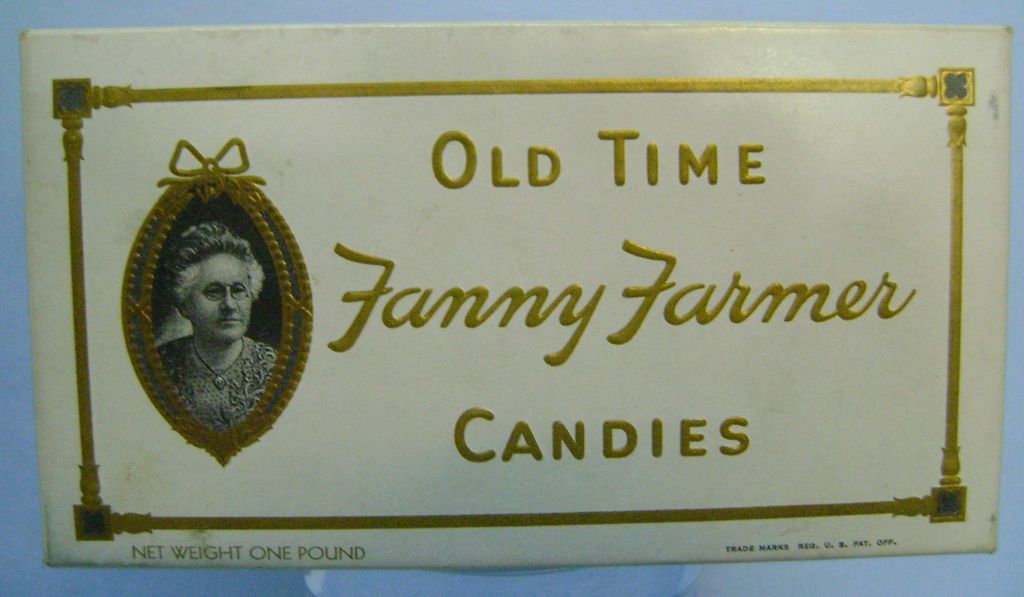 OLD TIME
Fanny Farmer
CANDIES
NET WEIGHT ONE POUND
TRADE MARKS REG. U. S. PAT. OFF.